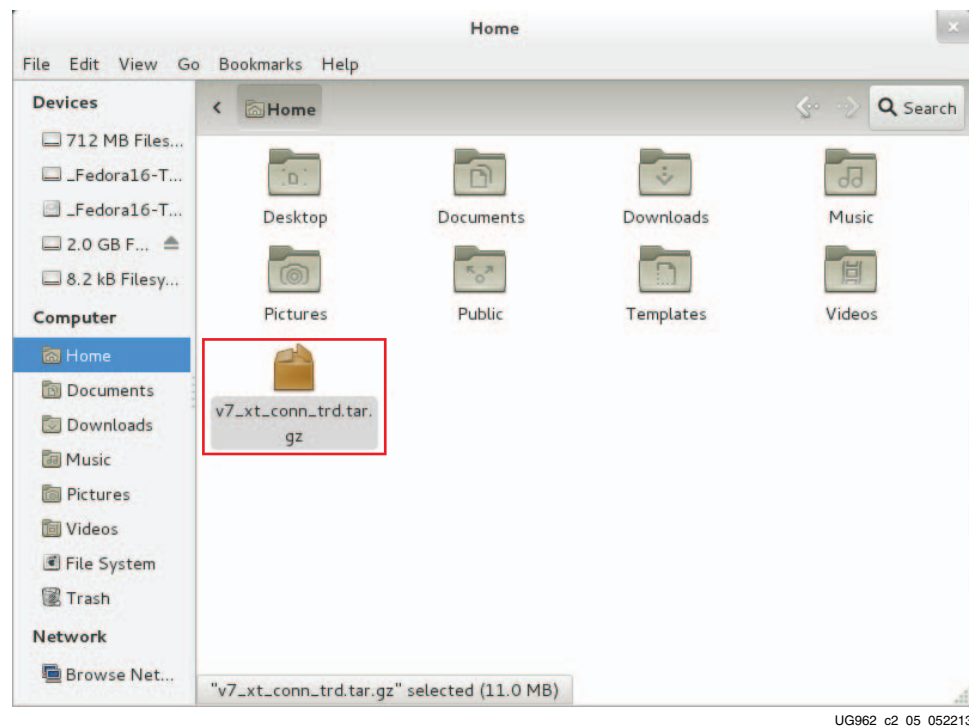 Home
File Edit View Go Bookmarks Help
Devices
712 MB Files...
_Fedora16-T...
_Fedora16-T...
2.0 GB F...
8.2 kB Filesy...
Computer
Home
Documents
Downloads
Music
Pictures
Videos
File System
Trash
Network
Browse Net...
Home
Search
Desktop Documents Downloads Music
Pictures Public Templates Videos
v7_xt_conn_trd.tar.
gz
"v7_xt_conn_trd.tar.gz" selected (11.0 MB)
UG962_c2_05_052213